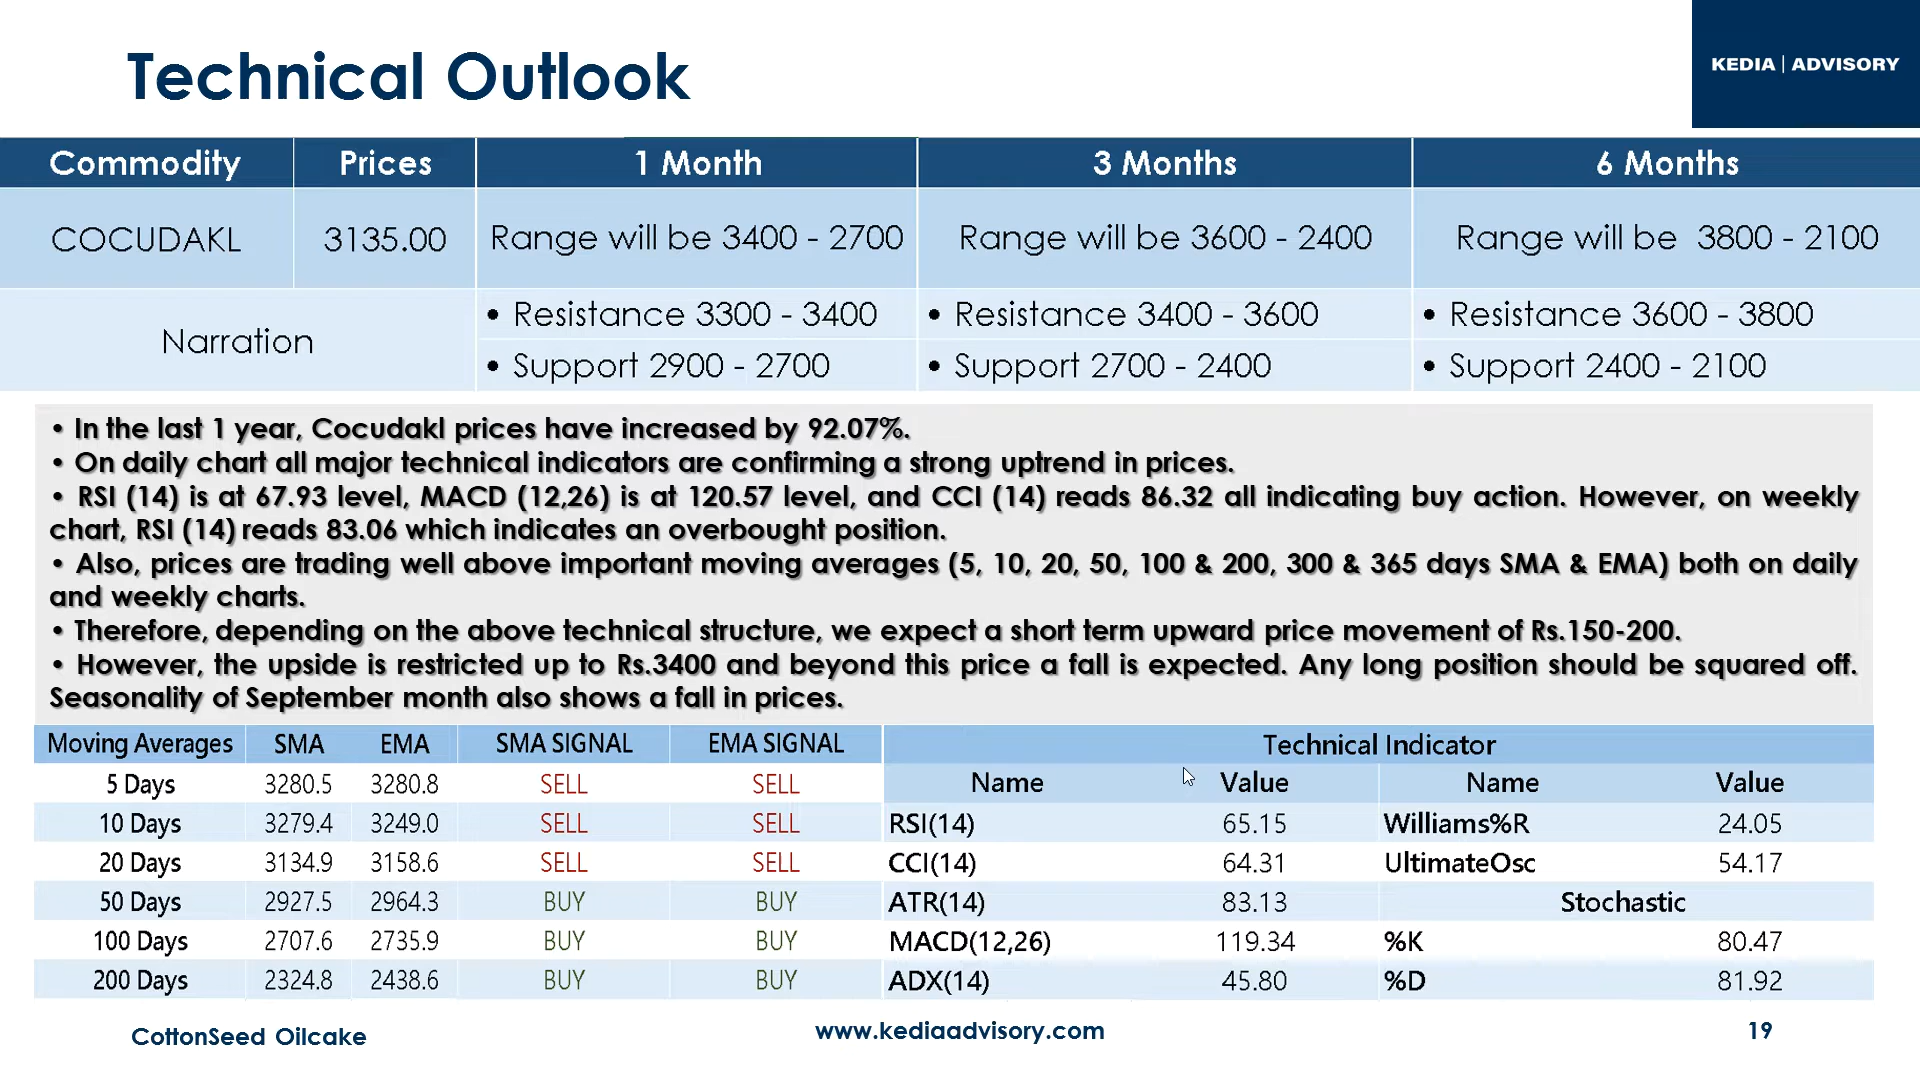 Technical Outlook
KEDIA | ADVISORY
Commodity Prices 1 Month 3 Months 6 Months
COCUDAKL 3135.00 Range will be 3400 - 2700 Range will be 3600 - 2400 Range will be 3800 - 2100
Narration
• Resistance 3300 - 3400 • Resistance 3400 - 3600 • Resistance 3600 - 3800
• Support 2900 - 2700 • Support 2700 - 2400 • Support 2400 - 2100
• In the last 1 year, Cocudakl prices have increased by 92.07%.
• On daily chart all major technical indicators are confirming a strong uptrend in prices.
• RSI (14) is at 67.93 level, MACD (12,26) is at 120.57 level, and CCI (14) reads 86.32 all indicating buy action. However, on weekly
chart, RSI (14) reads 83.06 which indicates an overbought position.
• Also, prices are trading well above important moving averages (5, 10, 20, 50, 100 & 200, 300 & 365 days SMA & EMA) both on daily
and weekly charts.
• Therefore, depending on the above technical structure, we expect a short term upward price movement of Rs.150-200.
• However, the upside is restricted up to Rs.3400 and beyond this price a fall is expected. Any long position should be squared off.
Seasonality of September month also shows a fall in prices.
Moving Averages SMA EMA SMA SIGNAL EMA SIGNAL
5 Days 3280.5 3280.8 SELL SELL
10 Days 3279.4 3249.0 SELL SELL
20 Days 3134.9 3158.6 SELL SELL
50 Days 2927.5 2964.3 BUY BUY
100 Days 2707.6 2735.9 BUY BUY
200 Days 2324.8 2438.6 BUY BUY
Technical Indicator
Name Value Name Value
RSI(14) 65.15 Williams%R 24.05
CCI(14) 64.31 UltimateOsc 54.17
ATR(14) 83.13 Stochastic
MACD(12,26) 119.34 %K 80.47
ADX(14) 45.80 %D 81.92
CottonSeed Oilcake www.kediaadvisory.com 19